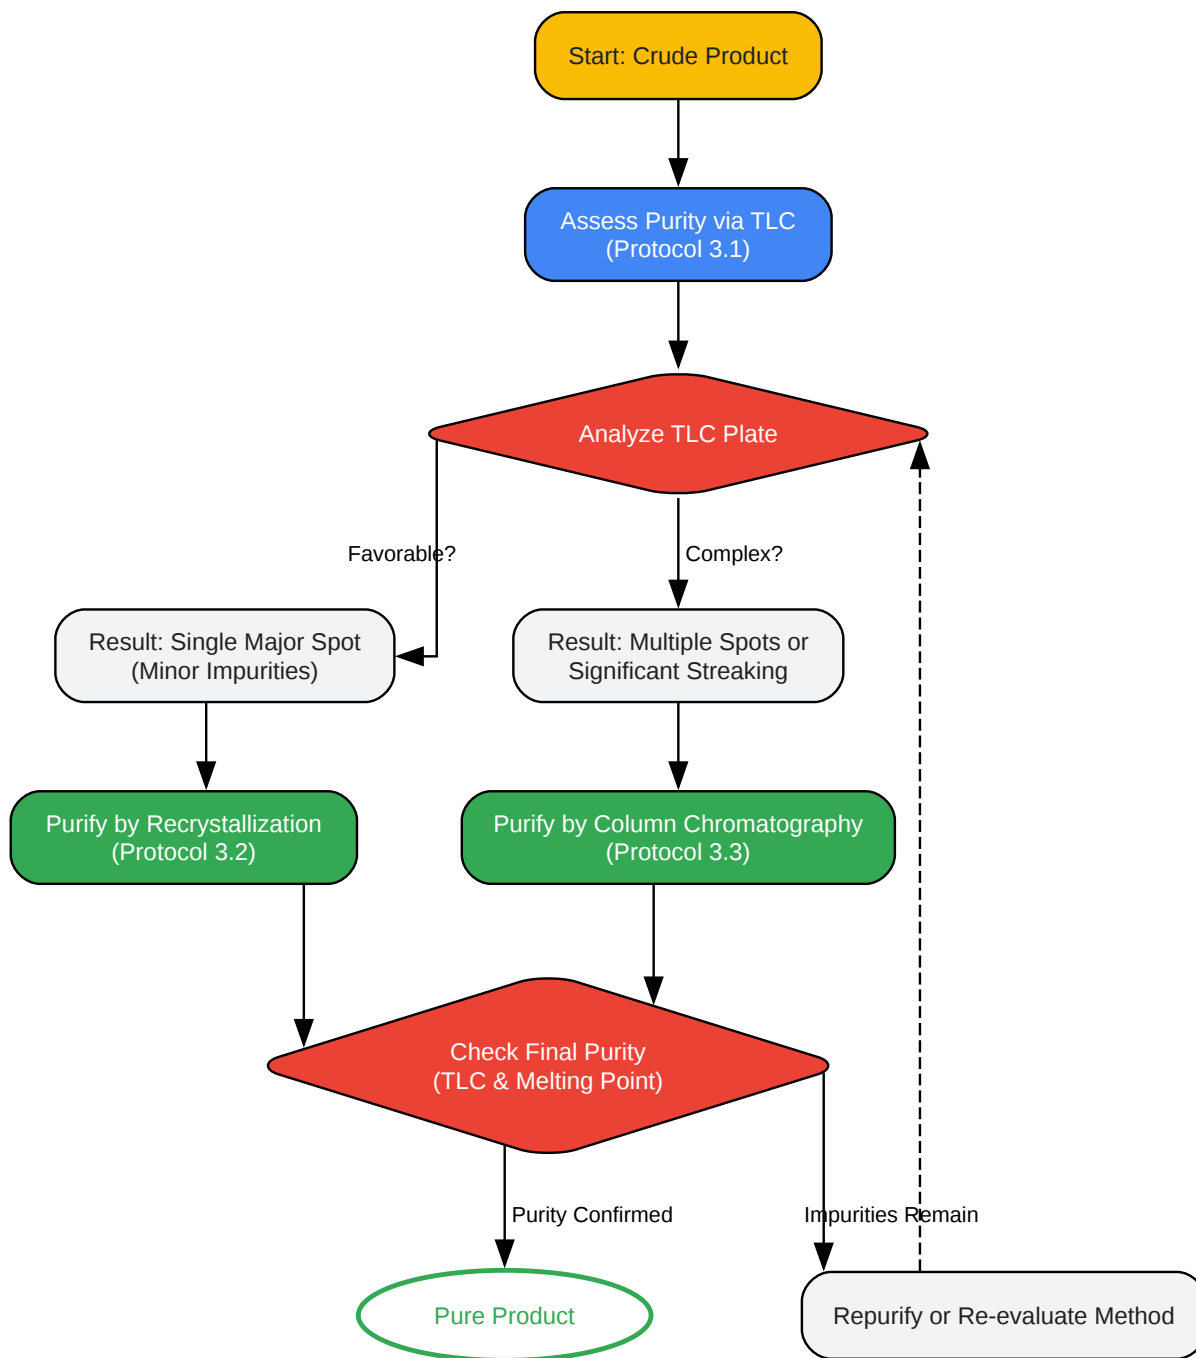 Start: Crude Product
Assess Purity via TLC
(Protocol 3.1)
Analyze TLC Plate
Favorable?
Complex?
Result: Single Major Spot
(Minor Impurities)
Result: Multiple Spots or
Significant Streaking
Purify by Recrystallization
(Protocol 3.2)
Purify by Column Chromatography
(Protocol 3.3)
Check Final Purity
(TLC & Melting Point)
Purity Confirmed
Impurities Remain
Pure Product
Repurify or Re-evaluate Method